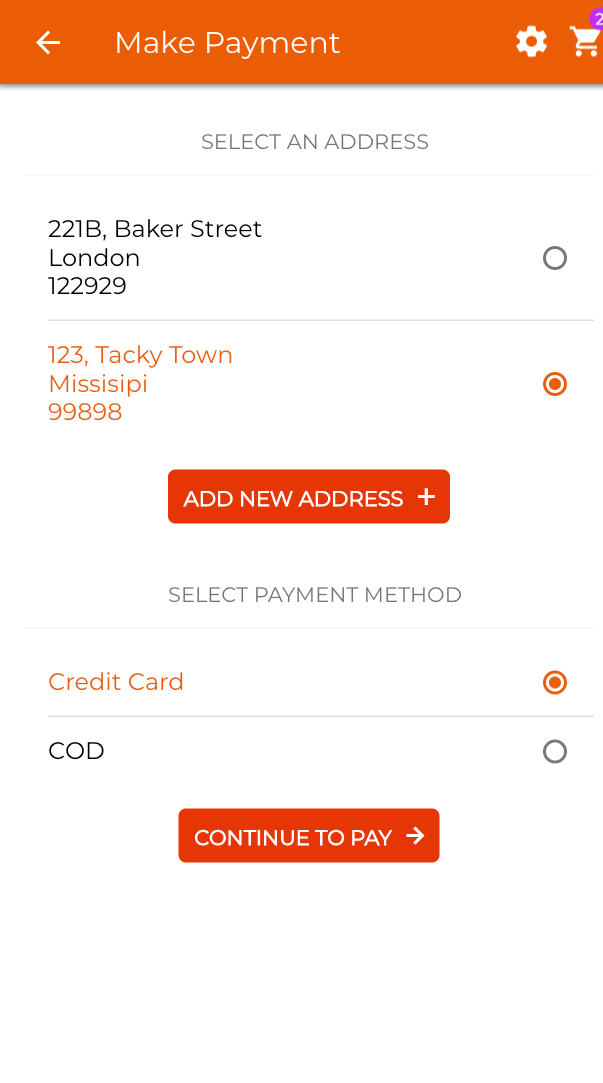 Make Payment
2
SELECT AN ADDRESS
221B, Baker Street
London
122929
123, Tacky Town
Missisipi
99898
ADD NEW ADDRESS +
SELECT PAYMENT METHOD
Credit Card
COD
CONTINUE TO PAY